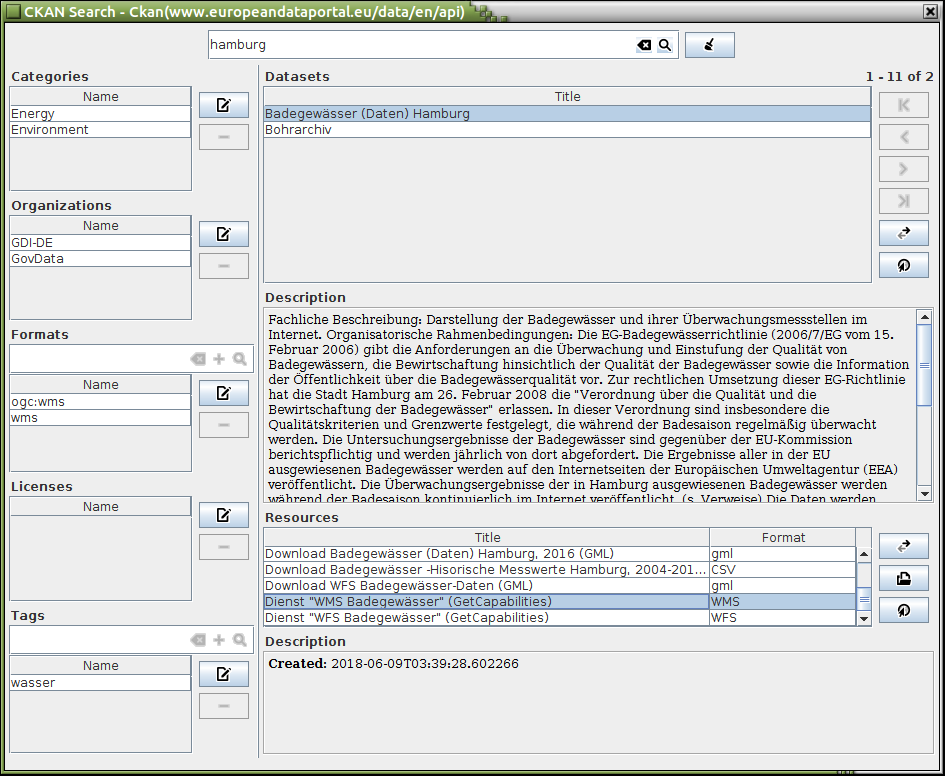 CKAN Search - Ckan(www.europeandataportal.eu/data/en/api)
hamburg
Categories
Name
Energy
Environment
Organizations
Name
GDI-DE
GovData
Formats
Name
ogc:wms
wms
Licenses
Name
Tags
Name
wasser
Datasets
1 - 11 of 2
Title
Badegewässer (Daten) Hamburg
Bohrarchiv
Description
Fachliche Beschreibung: Darstellung der Badegewässer und ihrer Überwachungsmessstellen im
Internet. Organisatorische Rahmenbedingungen: Die EG-Badegewässerrichtlinie (2006/7/EG vom 15.
Februar 2006) gibt die Anforderungen an die Überwachung und Einstufung der Qualität von
Badegewässern, die Bewirtschaftung hinsichtlich der Qualität der Badegewässer sowie die Information
der Öffentlichkeit über die Badegewässerqualität vor. Zur rechtlichen Umsetzung dieser EG-Richtlinie
hat die Stadt Hamburg am 26. Februar 2008 die "Verordnung über die Qualität und die
Bewirtschaftung der Badegewässer" erlassen. In dieser Verordnung sind insbesondere die
Qualitätskriterien und Grenzwerte festgelegt, die während der Badesaison regelmäßig überwacht
werden. Die Untersuchungsergebnisse der Badegewässer sind gegenüber der EU-Kommission
berichtspflichtig und werden jährlich von dort abgefordert. Die Ergebnisse aller in der EU
ausgewiesenen Badegewässer werden auf den Internetseiten der Europäischen Umweltagentur (EEA)
veröffentlicht. Die Überwachungsergebnisse der in Hamburg ausgewiesenen Badegewässer werden
während der Badesaison kontinuierlich im Internet veröffentlicht. (s. Verweise) Die Daten werden
Resources
Title Format
Download Badegewässer (Daten) Hamburg, 2016 (GML) gml
Download Badegewässer -Hisorische Messwerte Hamburg, 2004-201... CSV
Download WFS Badegewässer-Daten (GML) gml
Dienst "WMS Badegewässer" (GetCapabilities) WMS
Dienst "WFS Badegewässer" (GetCapabilities) WFS
Description
Created: 2018-06-09T03:39:28.602266